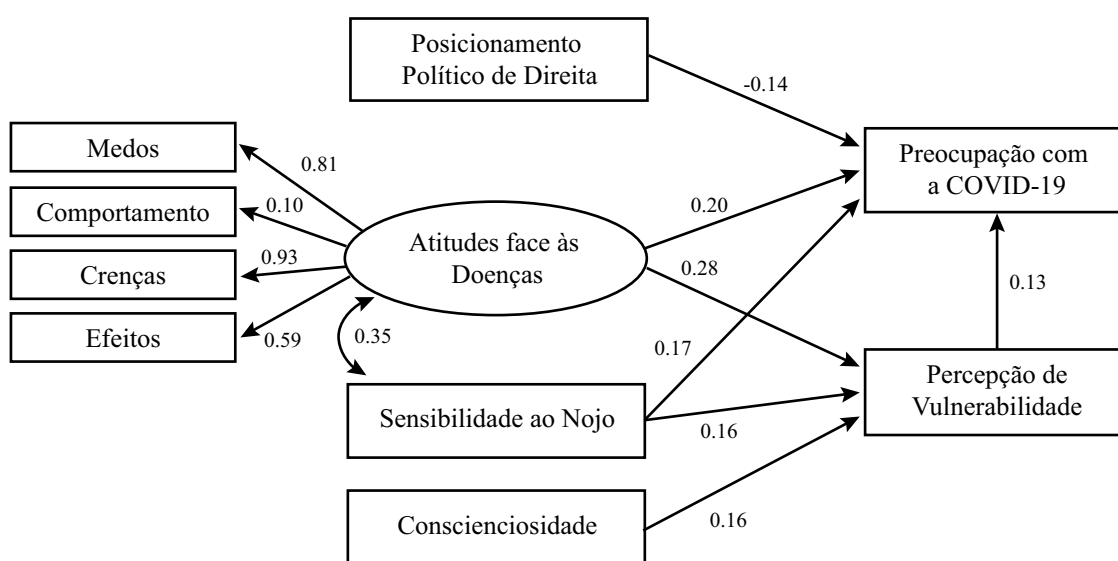 Posicionamento
Político de Direita
-0.14
Medos
0.81
Preocupação com
a COVID-19
Comportamento
0.10
0.20
Atitudes face às
Doenças
Crenças
0.93
0.28
0.13
Efeitos
0.59
0.35
0.17
Percepção de
Vulnerabilidade
Sensibilidade ao Nojo
0.16
Conscienciosidade
0.16